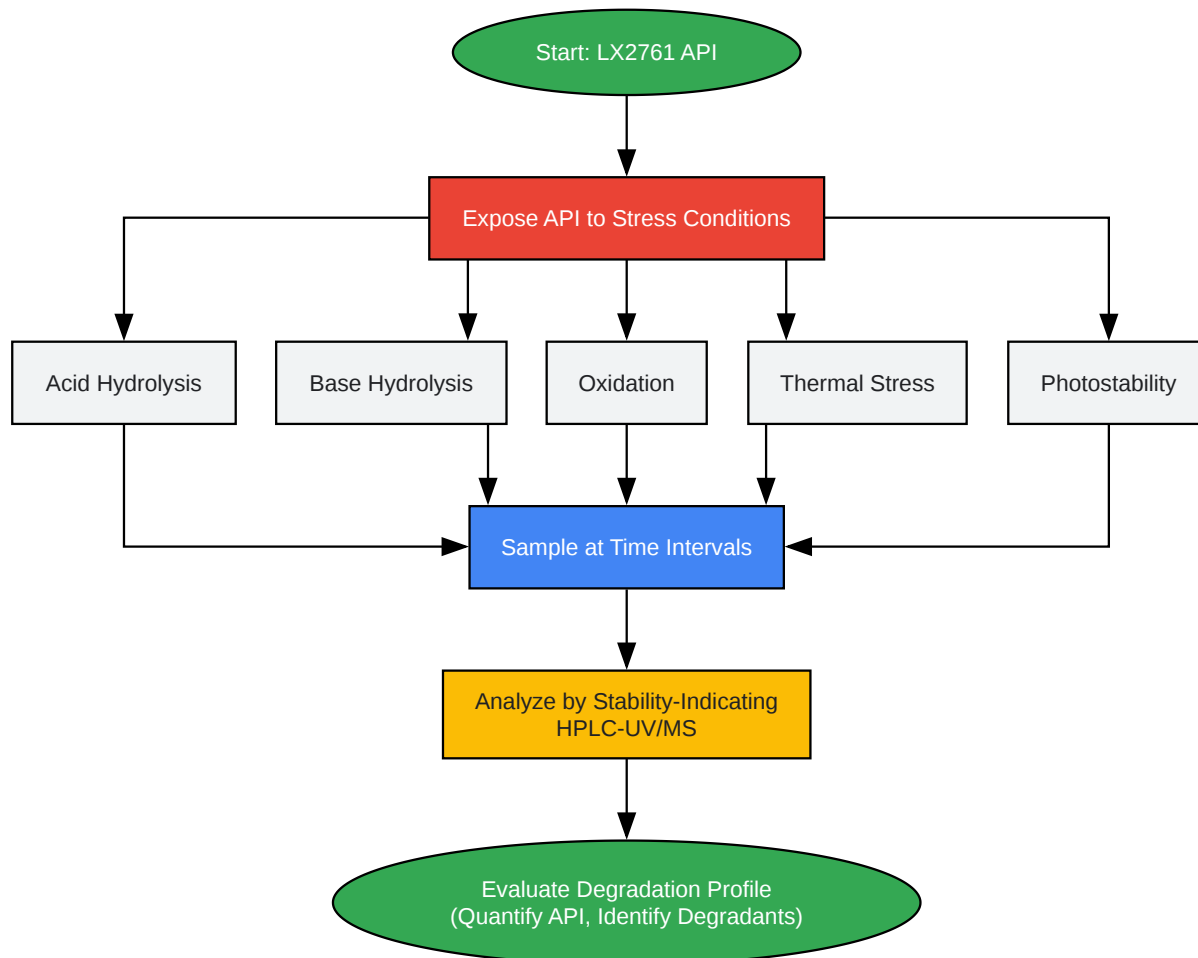 Start: LX2761 API
Expose API to Stress Conditions
Acid Hydrolysis
Base Hydrolysis
Oxidation
Thermal Stress
Photostability
Sample at Time Intervals
Analyze by Stability-Indicating
HPLC-UV/MS
Evaluate Degradation Profile
(Quantify API, Identify Degradants)